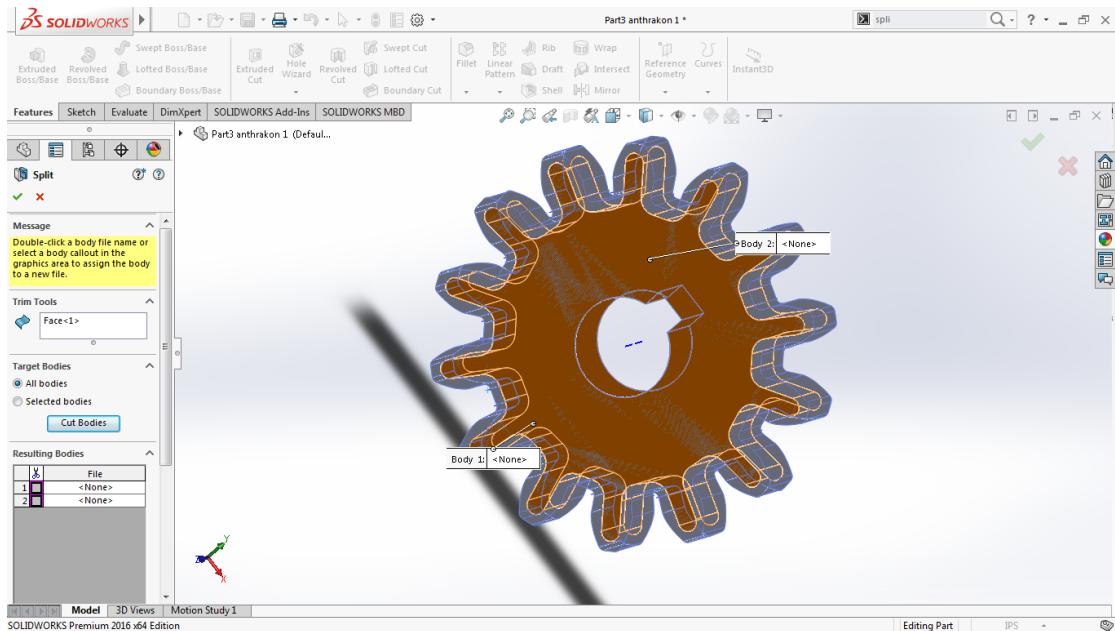 SOLIDWORKS
Part3 anthrakon 1 *
spli
Extruded Boss/Base
Revolved Boss/Base
Swept Boss/Base
Lofted Boss/Base
Boundary Boss/Base
Extruded Cut
Hole Wizard
Revolved Cut
Swept Cut
Lofted Cut
Boundary Cut
Fillet
Linear Pattern
Rib
Draft
Shell
Wrap
Intersect
Mirror
Reference Geometry
Curves
Instant3D
Features Sketch Evaluate DimXpert SOLIDWORKS Add-Ins SOLIDWORKS MBD
Part3 anthrakon 1 (Defaul...
Split
Message
Double-click a body file name or
select a body callout in the
graphics area to assign the body
to a new file.
Trim Tools
Face<1>
Target Bodies
All bodies
Selected bodies
Cut Bodies
Resulting Bodies
File
1 <None>
2 <None>
Body 2: <None>
Body 1: <None>
Y
Z
X
Model 3D Views Motion Study 1
SOLIDWORKS Premium 2016 x64 Edition
Editing Part
IPS